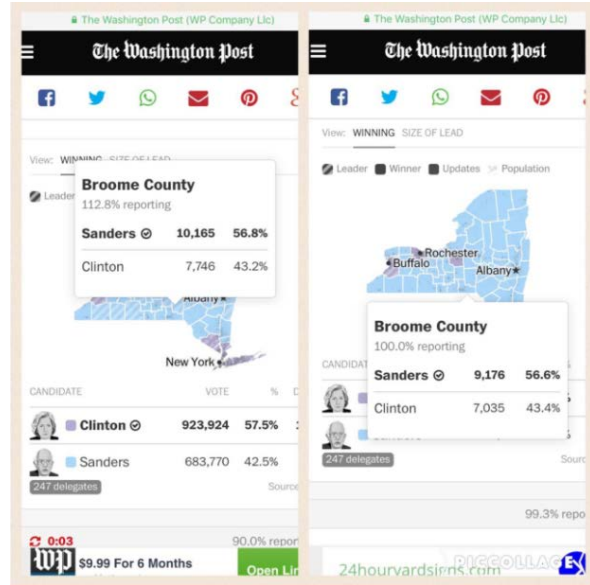 The Washington Post (WP Company Llc)
The Washington Post
View: WINNING SIZE OF LEAD
Leader
Broome County
112.8% reporting
Sanders 10,165 56.8%
Clinton 7,746 43.2%
Albany
New York
CANDIDATE VOTE %
Clinton 923,924 57.5%
Sanders 683,770 42.5%
247 delegates
Source
0:03 90.0% repor
wp $9.99 For 6 Months
Open Lin
The Washington Post (WP Company Llc)
The Washington Post
View: WINNING SIZE OF LEAD
Leader Winner Updates Population
Rochester
Buffalo
Albany
Broome County
100.0% reporting
CANDIDAT
Sanders 9,176 56.6%
Clinton 7,035 43.4%
247 delegates
Sourc
99.3% repo
24houryardsigns.com
PICCOLLAGE